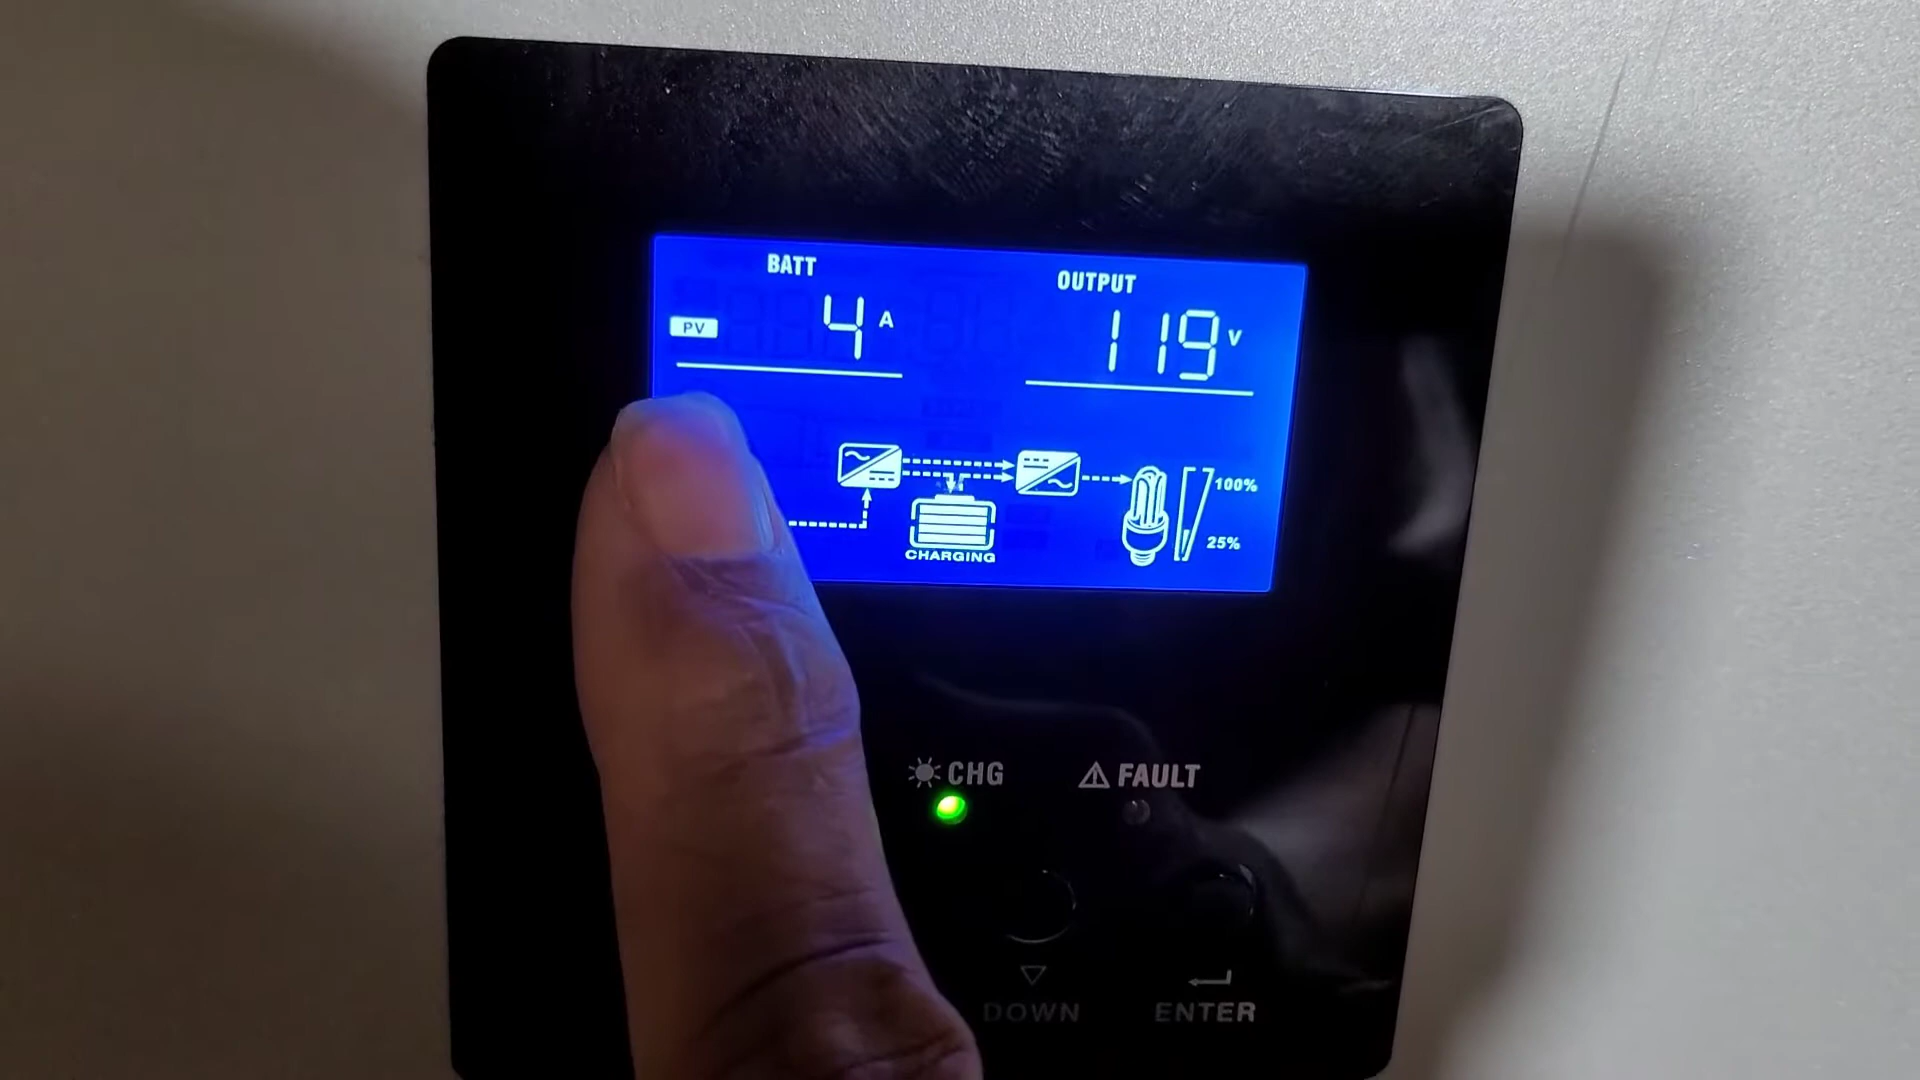 BATT
OUTPUT
PV 4 A
119 V
100%
25%
CHARGING
CHG
FAULT
DOWN
ENTER